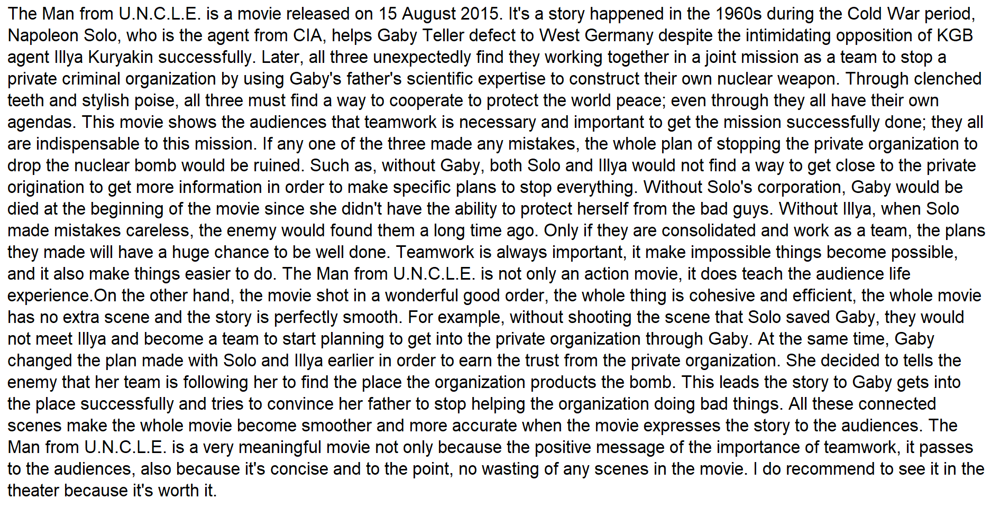 The Man from U.N.C.L.E. is a movie released on 15 August 2015. It's a story happened in the 1960s during the Cold War period,
Napoleon Solo, who is the agent from CIA, helps Gaby Teller defect to West Germany despite the intimidating opposition of KGB
agent Illya Kuryakin successfully. Later, all three unexpectedly find they working together in a joint mission as a team to stop a
private criminal organization by using Gaby's father's scientific expertise to construct their own nuclear weapon. Through clenched
teeth and stylish poise, all three must find a way to cooperate to protect the world peace; even through they all have their own
agendas. This movie shows the audiences that teamwork is necessary and important to get the mission successfully done; they all
are indispensable to this mission. If any one of the three made any mistakes, the whole plan of stopping the private organization to
drop the nuclear bomb would be ruined. Such as, without Gaby, both Solo and Illya would not find a way to get close to the private
origination to get more information in order to make specific plans to stop everything. Without Solo's corporation, Gaby would be
died at the beginning of the movie since she didn't have the ability to protect herself from the bad guys. Without Illya, when Solo
made mistakes careless, the enemy would found them a long time ago. Only if they are consolidated and work as a team, the plans
they made will have a huge chance to be well done. Teamwork is always important, it make impossible things become possible,
and it also make things easier to do. The Man from U.N.C.L.E. is not only an action movie, it does teach the audience life
experience.On the other hand, the movie shot in a wonderful good order, the whole thing is cohesive and efficient, the whole movie
has no extra scene and the story is perfectly smooth. For example, without shooting the scene that Solo saved Gaby, they would
not meet Illya and become a team to start planning to get into the private organization through Gaby. At the same time, Gaby
changed the plan made with Solo and Illya earlier in order to earn the trust from the private organization. She decided to tells the
enemy that her team is following her to find the place the organization products the bomb. This leads the story to Gaby gets into
the place successfully and tries to convince her father to stop helping the organization doing bad things. All these connected
scenes make the whole movie become smoother and more accurate when the movie expresses the story to the audiences. The
Man from U.N.C.L.E. is a very meaningful movie not only because the positive message of the importance of teamwork, it passes
to the audiences, also because it's concise and to the point, no wasting of any scenes in the movie. I do recommend to see it in the
theater because it's worth it.